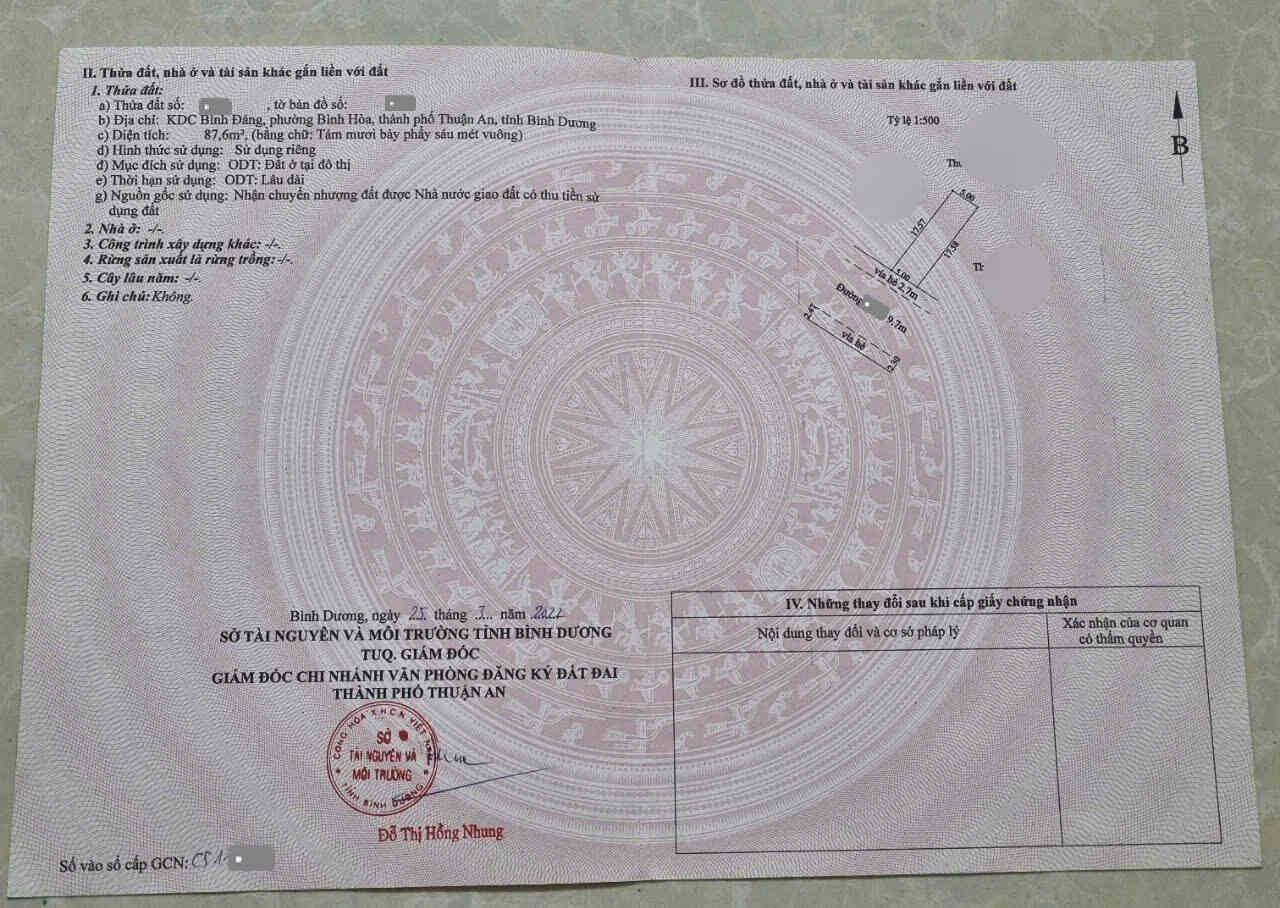 II. Thửa đất, nhà ở và tài sản khác gắn liền với đất
1. Thửa đất:
a) Thửa đất số: , tờ bản đồ số:
b) Địa chỉ: KDC Bình Đáng, phường Bình Hòa, thành phố Thuận An, tỉnh Bình Dương
c) Diện tích: 87,6m², (bằng chữ: Tám mươi bảy phẩy sáu mét vuông)
d) Hình thức sử dụng: Sử dụng riêng
đ) Mục đích sử dụng: ODT: Đất ở tại đô thị
e) Thời hạn sử dụng: ODT: Lâu dài
g) Nguồn gốc sử dụng: Nhận chuyển nhượng đất được Nhà nước giao đất có thu tiền sử
dụng đất
2. Nhà ở: -/-.
3. Công trình xây dựng khác: -/-.
4. Rừng sản xuất là rừng trồng: -/-.
5. Cây lâu năm: -/-
6. Ghi chú: Không.
III. Sơ đồ thửa đất, nhà ở và tài sản khác gắn liền với đất
Tỷ lệ 1:500
B
5.00
17.57
17.58
5.00
vỉa hè 2,7m
Đường 9,7m
vỉa hè
Bình Dương, ngày 25 tháng 1 năm 2022
SỞ TÀI NGUYÊN VÀ MÔI TRƯỜNG TỈNH BÌNH DƯƠNG
TUQ. GIÁM ĐỐC
GIÁM ĐỐC CHI NHÁNH VĂN PHÒNG ĐĂNG KÝ ĐẤT ĐAI
THÀNH PHỐ THUẬN AN
CỘNG HÒA X.H.C.N VIỆT NAM
SỞ
TÀI NGUYÊN VÀ
MÔI TRƯỜNG
TỈNH BÌNH DƯƠNG
Đỗ Thị Hồng Nhung
Số vào sổ cấp GCN: CS1
IV. Những thay đổi sau khi cấp giấy chứng nhận
Nội dung thay đổi và cơ sở pháp lý
Xác nhận của cơ quan
có thẩm quyền